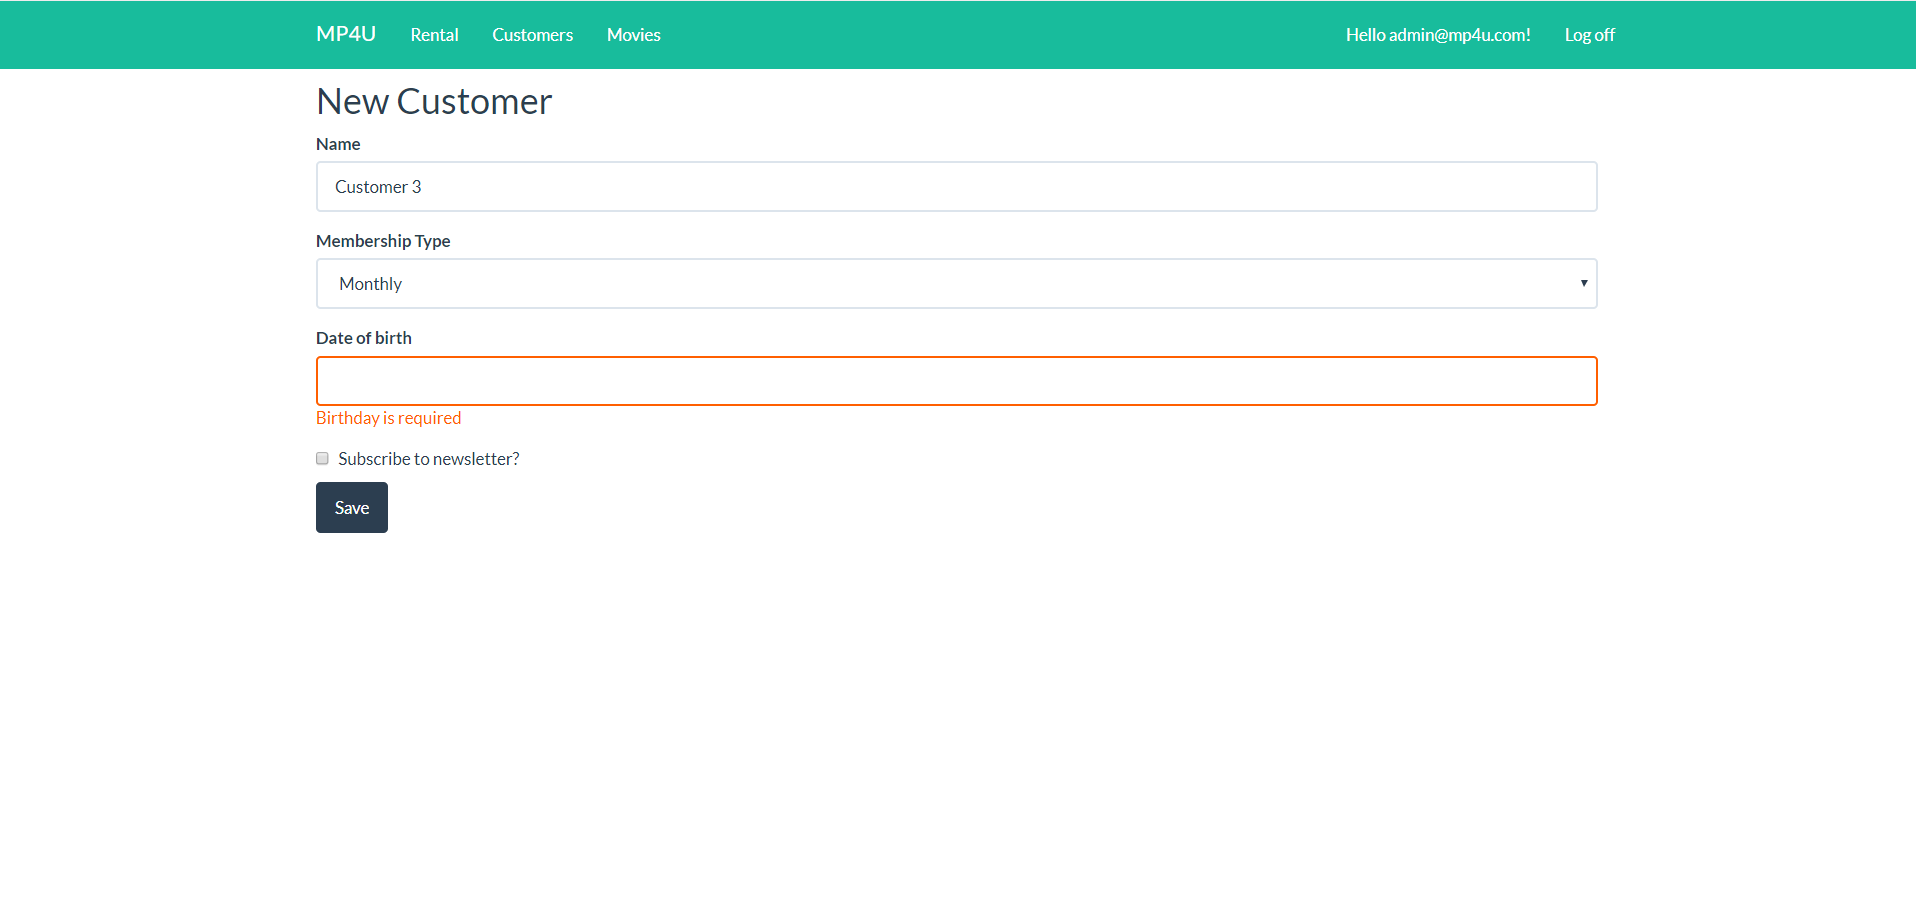 MP4U Rental Customers Movies Hello admin@mp4u.com! Log off
New Customer
Name
Customer 3
Membership Type
Monthly
Date of birth
Birthday is required
Subscribe to newsletter?
Save